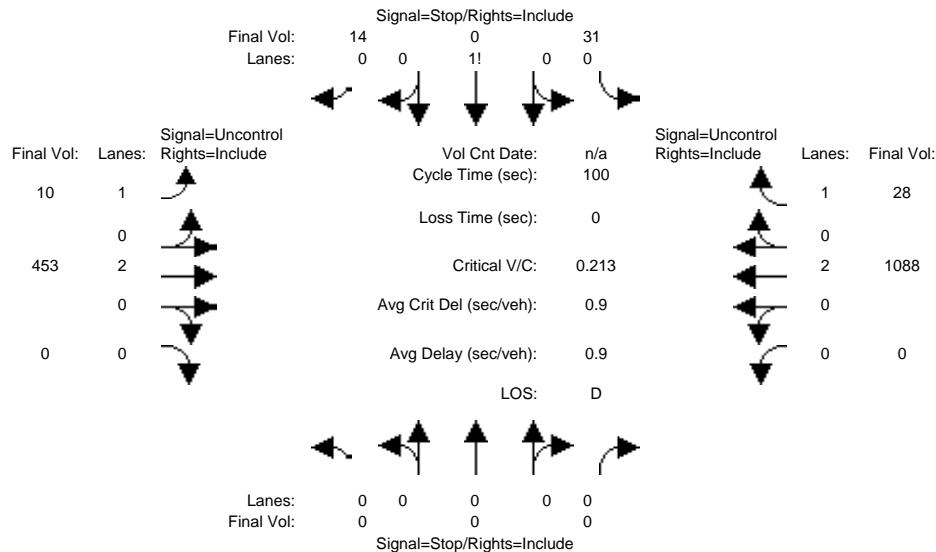 Signal=Stop/Rights=Include
Final Vol: 14 0 31
Lanes: 0 0 1! 0 0
Signal=Uncontrol Signal=Uncontrol
Final Vol: Lanes: Rights=Include Vol Cnt Date: n/a Rights=Include Lanes: Final Vol:
Cycle Time (sec): 100
10 1 1 28
Loss Time (sec): 0
0 0
453 2 Critical V/C: 0.213 2 1088
0 Avg Crit Del (sec/veh): 0.9 0
0 0 Avg Delay (sec/veh): 0.9 0 0
LOS: D
Lanes: 0 0 0 0 0
Final Vol: 0 0 0
Signal=Stop/Rights=Include